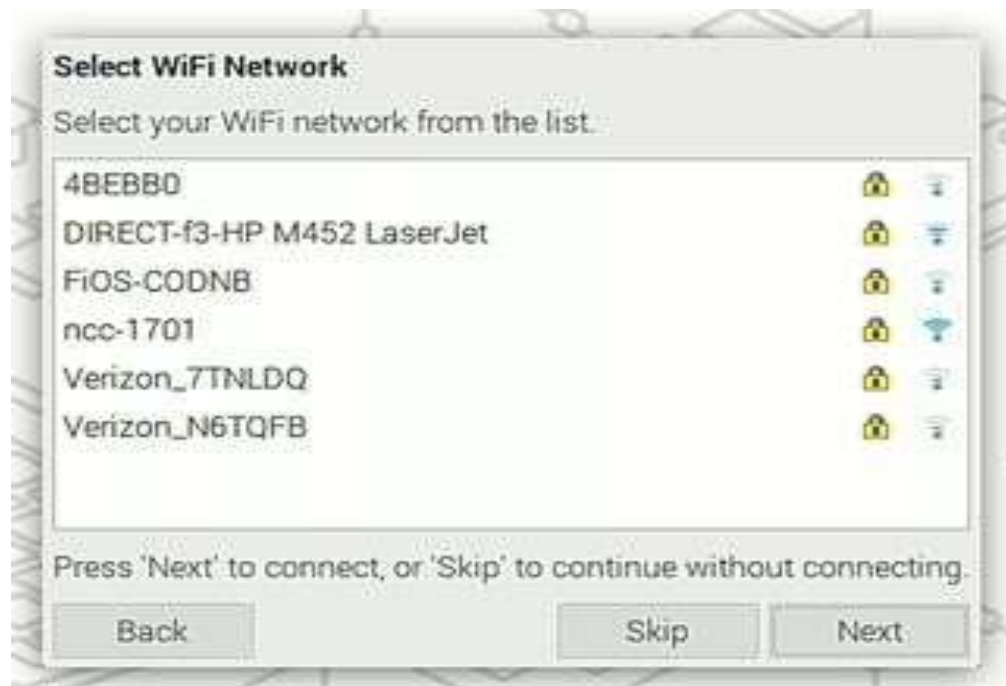 Select WiFi Network
Select your WiFi network from the list.
4BEBB0
DIRECT-f3-HP M452 LaserJet
FiOS-CODNB
ncc-1701
Verizon_7TNLDQ
Verizon_N6TQFB
Press 'Next' to connect, or 'Skip' to continue without connecting.
Back Skip Next